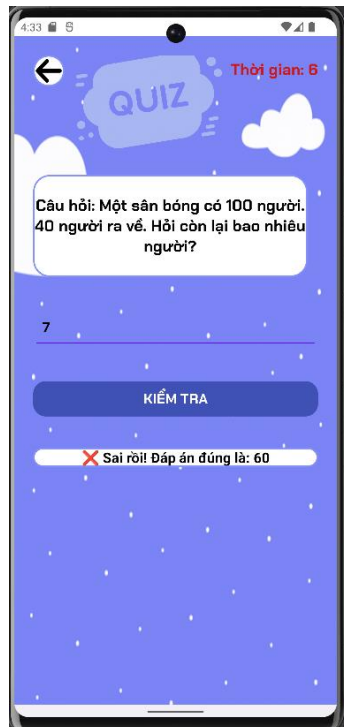 4:33
Thời gian: 6
QUIZ
Câu hỏi: Một sân bóng có 100 người.
40 người ra về. Hỏi còn lại bao nhiêu
người?
7
KIỂM TRA
❌ Sai rồi! Đáp án đúng là: 60